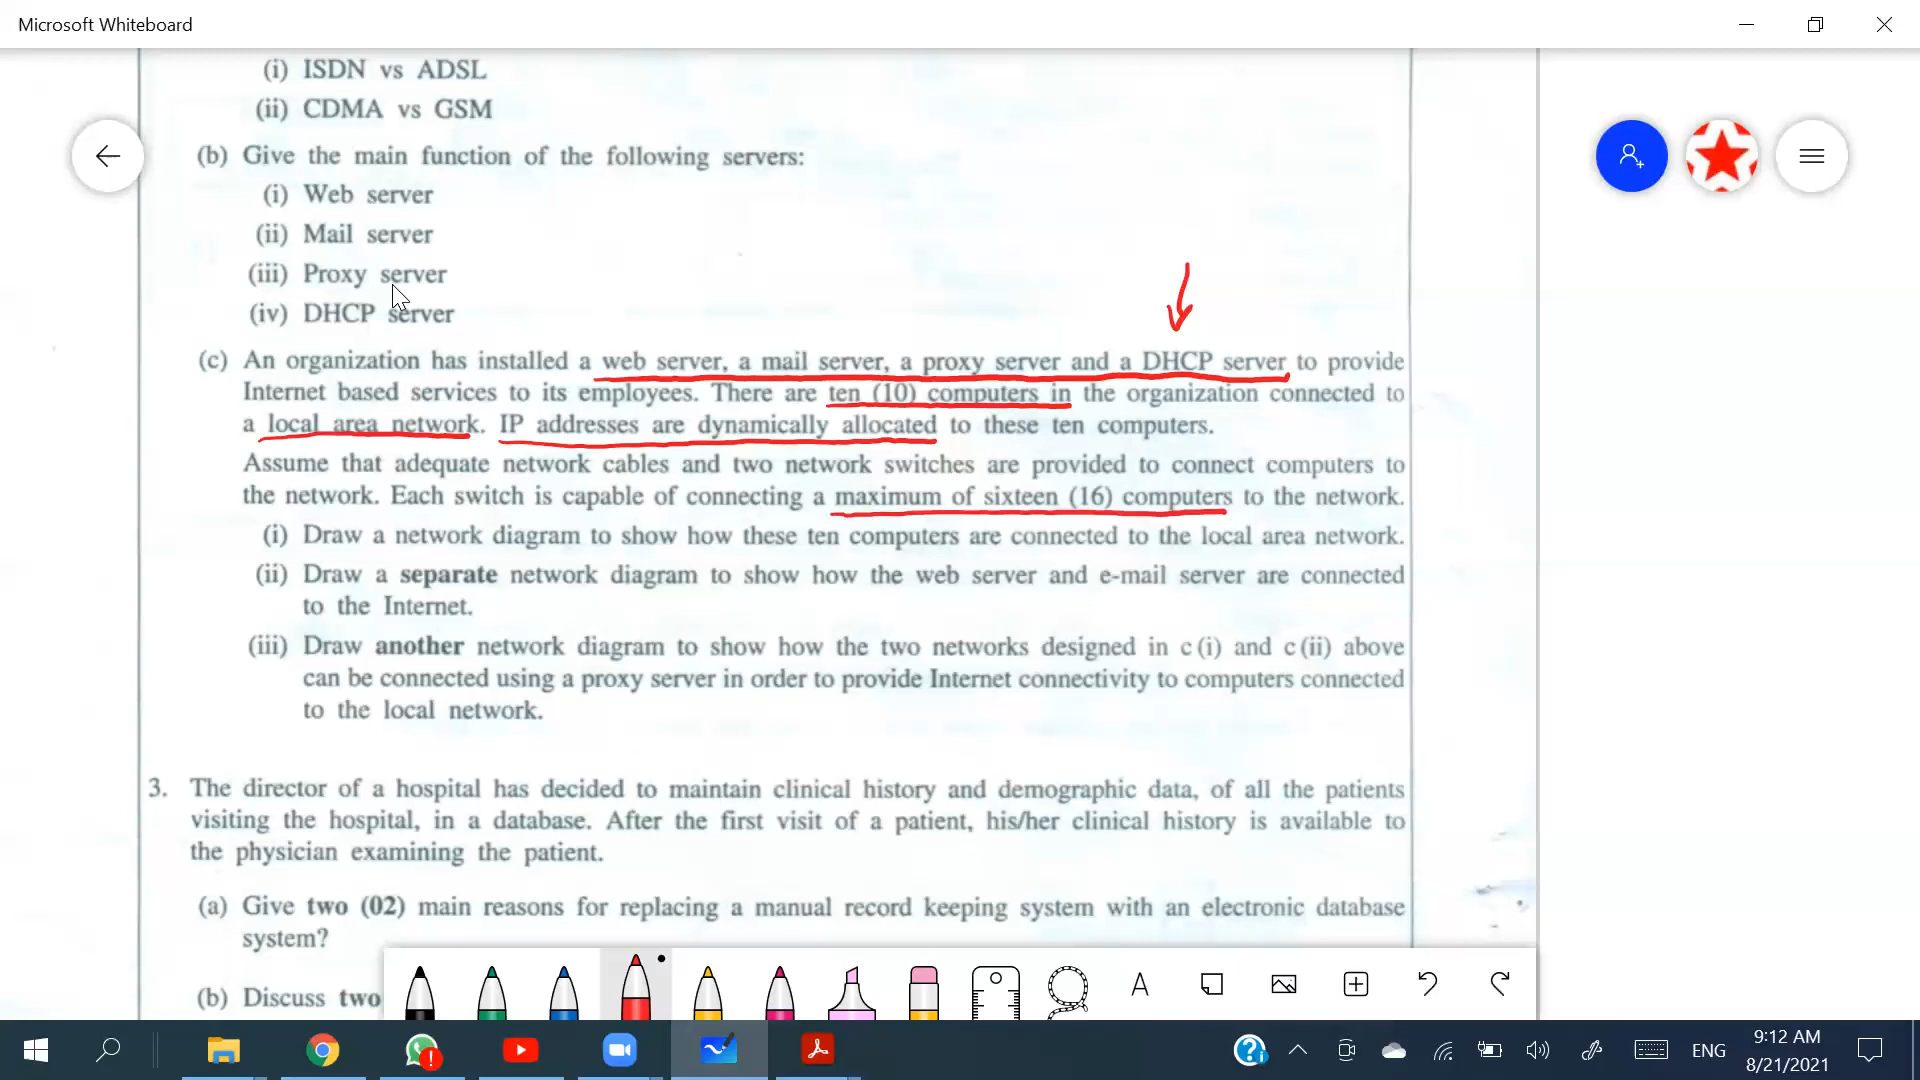 Microsoft Whiteboard
(i) ISDN vs ADSL
(ii) CDMA vs GSM
(b) Give the main function of the following servers:
(i) Web server
(ii) Mail server
(iii) Proxy server
(iv) DHCP server
(c) An organization has installed a web server, a mail server, a proxy server and a DHCP server to provide
Internet based services to its employees. There are ten (10) computers in the organization connected to
a local area network. IP addresses are dynamically allocated to these ten computers.
Assume that adequate network cables and two network switches are provided to connect computers to
the network. Each switch is capable of connecting a maximum of sixteen (16) computers to the network.
(i) Draw a network diagram to show how these ten computers are connected to the local area network.
(ii) Draw a separate network diagram to show how the web server and e-mail server are connected
to the Internet.
(iii) Draw another network diagram to show how the two networks designed in c (i) and c (ii) above
can be connected using a proxy server in order to provide Internet connectivity to computers connected
to the local network.
3. The director of a hospital has decided to maintain clinical history and demographic data, of all the patients
visiting the hospital, in a database. After the first visit of a patient, his/her clinical history is available to
the physician examining the patient.
(a) Give two (02) main reasons for replacing a manual record keeping system with an electronic database
system?
(b) Discuss two
ENG
9:12 AM
8/21/2021